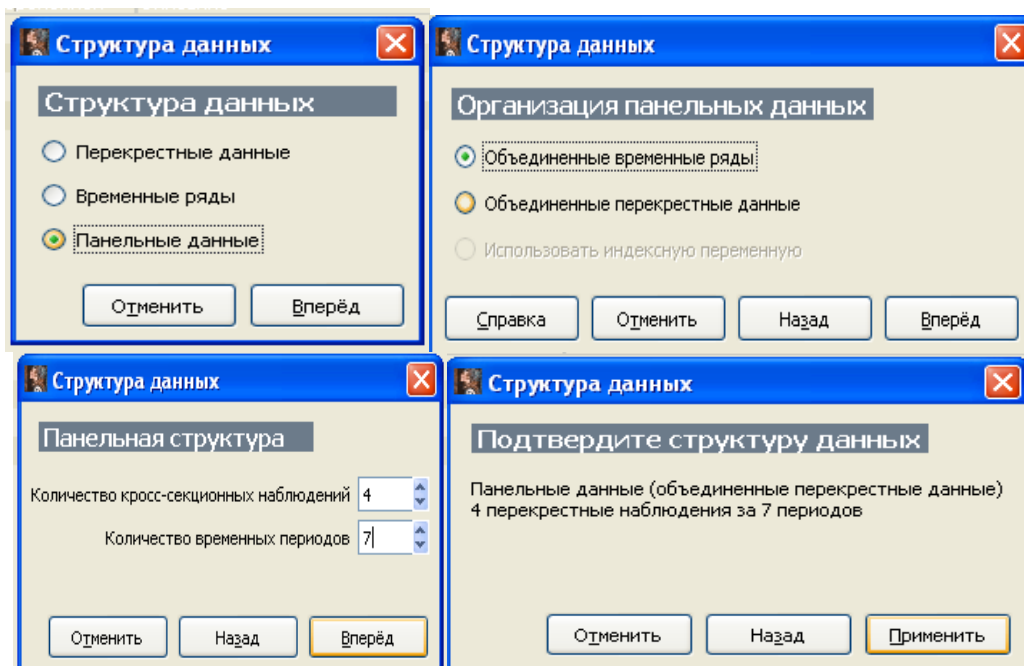 Структура данных
Структура данных
Перекрестные данные
Временные ряды
Панельные данные
Отменить
Вперёд
Структура данных
Организация панельных данных
Объединенные временные ряды
Объединенные перекрестные данные
Использовать индексную переменную
Справка
Отменить
Назад
Вперёд
Структура данных
Панельная структура
Количество кросс-секционных наблюдений 4
Количество временных периодов 7
Отменить
Назад
Вперёд
Структура данных
Подтвердите структуру данных
Панельные данные (объединенные перекрестные данные)
4 перекрестные наблюдения за 7 периодов
Отменить
Назад
Применить